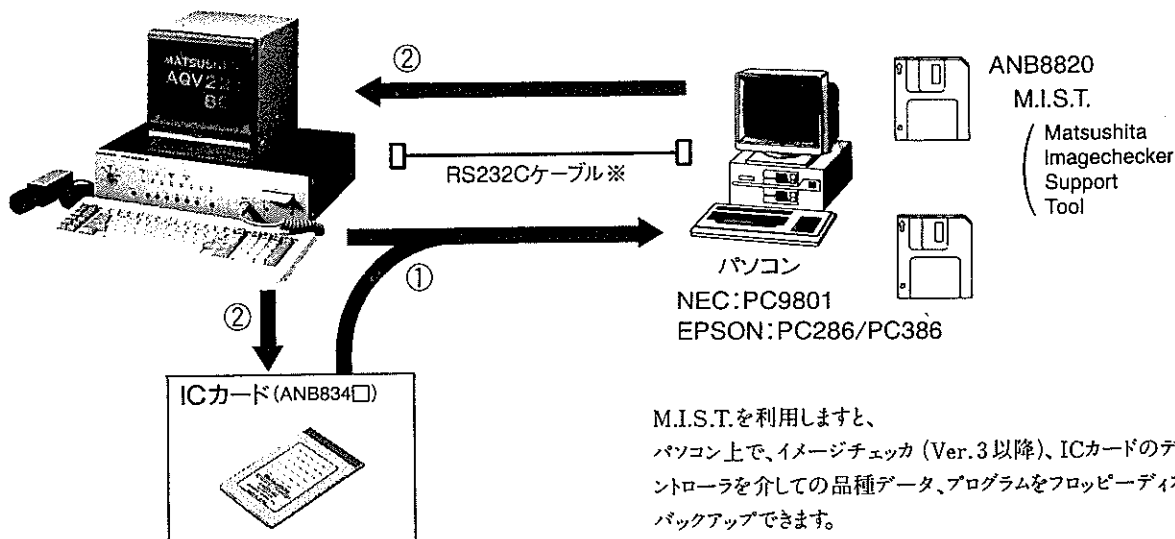 MATSUSHITA
②
ANB8820
M.I.S.T.
Matsushita
Imagechecker
Support
Tool
RS232Cケーブル※
①
②
パソコン
NEC:PC9801
EPSON:PC286/PC386
ICカード(ANB834□)
M.I.S.T.を利用しますと、
パソコン上で、イメージチェッカ(Ver.3以降)、ICカードのデ
ントローラを介しての品種データ、プログラムをフロッピーディス
バックアップできます。